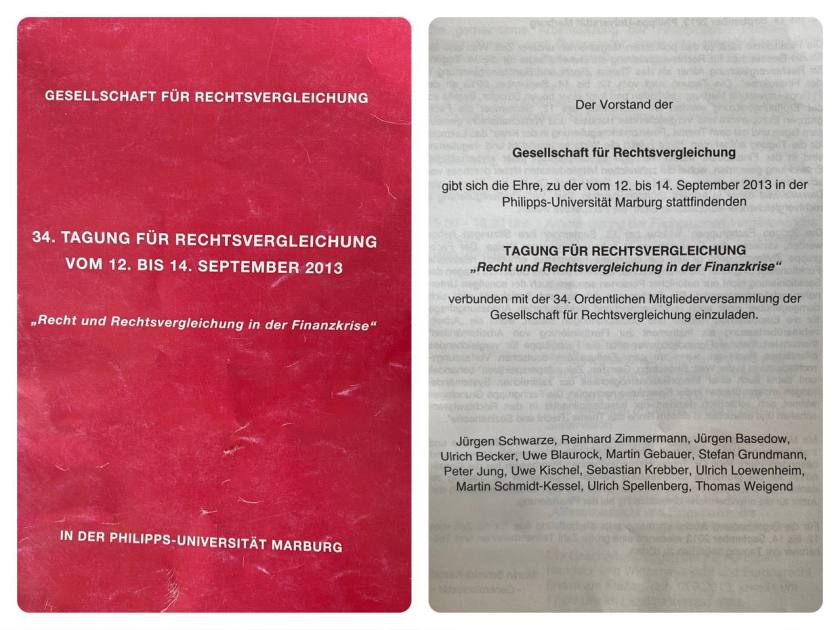 GESELLSCHAFT FÜR RECHTSVERGLEICHUNG
34. TAGUNG FÜR RECHTSVERGLEICHUNG
VOM 12. BIS 14. SEPTEMBER 2013
„Recht und Rechtsvergleichung in der Finanzkrise“
IN DER PHILIPPS-UNIVERSITÄT MARBURG
Der Vorstand der
Gesellschaft für Rechtsvergleichung
gibt sich die Ehre, zu der vom 12. bis 14. September 2013 in der
Philipps-Universität Marburg stattfindenden
TAGUNG FÜR RECHTSVERGLEICHUNG
„Recht und Rechtsvergleichung in der Finanzkrise“
verbunden mit der 34. Ordentlichen Mitgliederversammlung der
Gesellschaft für Rechtsvergleichung einzuladen.
Jürgen Schwarze, Reinhard Zimmermann, Jürgen Basedow,
Ulrich Becker, Uwe Blaurock, Martin Gebauer, Stefan Grundmann,
Peter Jung, Uwe Kischel, Sebastian Krebber, Ulrich Loewenheim,
Martin Schmidt-Kessel, Ulrich Spellenberg, Thomas Weigend